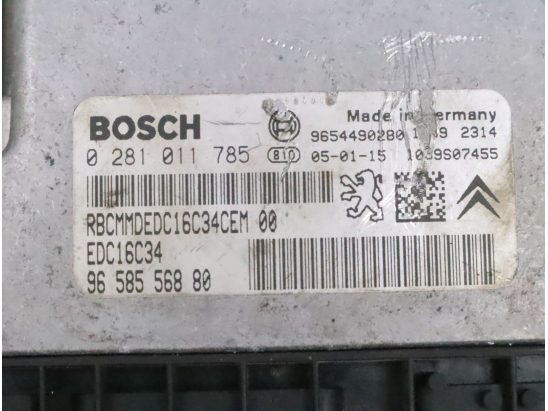 BOSCH
Made in Germany
9654490280 1039 2314
0 281 011 785 810 05-01-15 1039S07455
RBCMMDEDC16C34CEM 00
EDC16C34
96 585 568 80